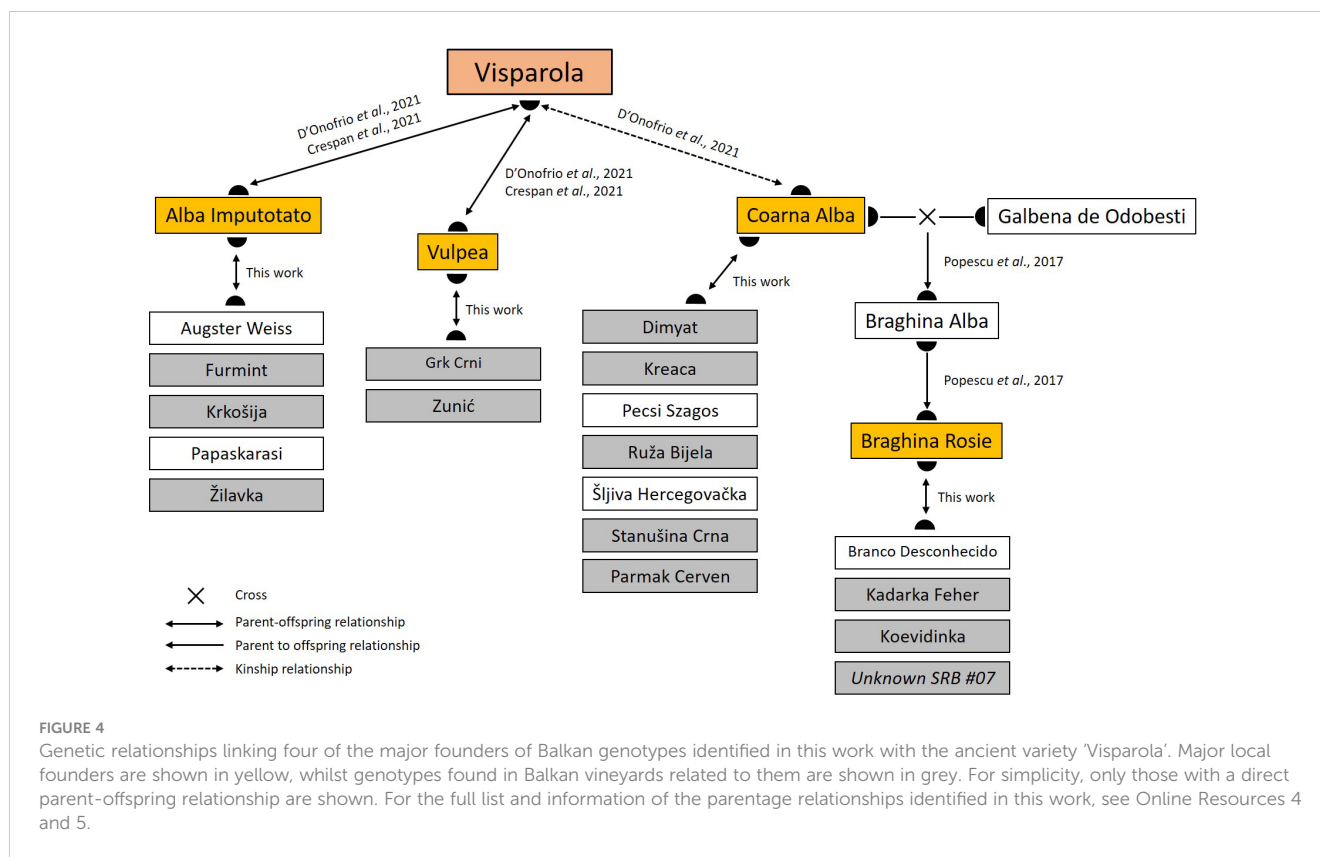 Visparola
D'Onofrio et al., 2021
Crespan et al., 2021
D'Onofrio et al., 2021
D'Onofrio et al., 2021
Crespan et al., 2021
Alba Imputotato
Vulpea
Coarna Alba
Galbena de Odobesti
This work
This work
This work
Popescu et al., 2017
Augster Weiss
Furmint
Krkošija
Papaskarasi
Žilavka
Grk Crni
Zunić
Dimyat
Kreaca
Pecsi Szagos
Ruža Bijela
Šljiva Hercegovačka
Stanušina Crna
Parmak Cerven
Braghina Alba
Popescu et al., 2017
Braghina Rosie
This work
Branco Desconhecido
Kadarka Feher
Koevidinka
Unknown SRB #07
Cross
Parent-offspring relationship
Parent to offspring relationship
Kinship relationship
FIGURE 4
Genetic relationships linking four of the major founders of Balkan genotypes identified in this work with the ancient variety ‘Visparola’. Major local
founders are shown in yellow, whilst genotypes found in Balkan vineyards related to them are shown in grey. For simplicity, only those with a direct
parent-offspring relationship are shown. For the full list and information of the parentage relationships identified in this work, see Online Resources 4
and 5.